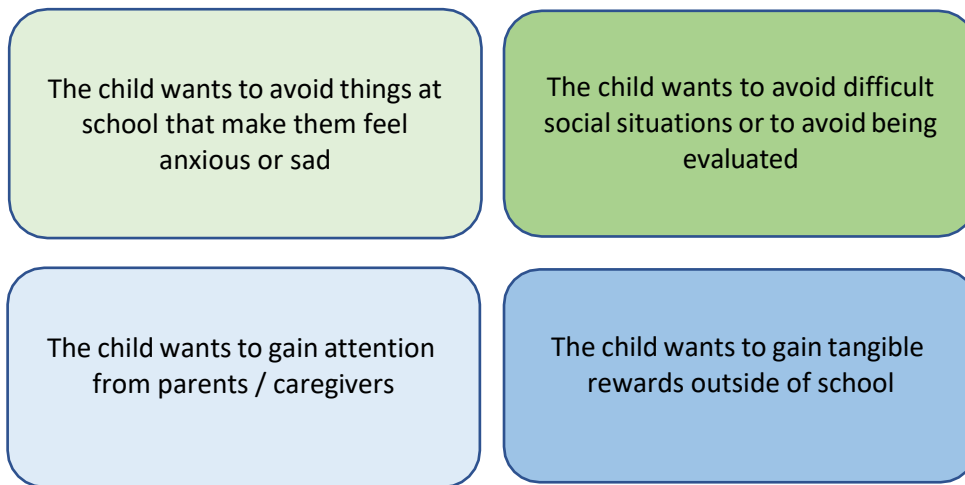 The child wants to avoid things at
school that make them feel
anxious or sad
The child wants to avoid difficult
social situations or to avoid being
evaluated
The child wants to gain attention
from parents / caregivers
The child wants to gain tangible
rewards outside of school